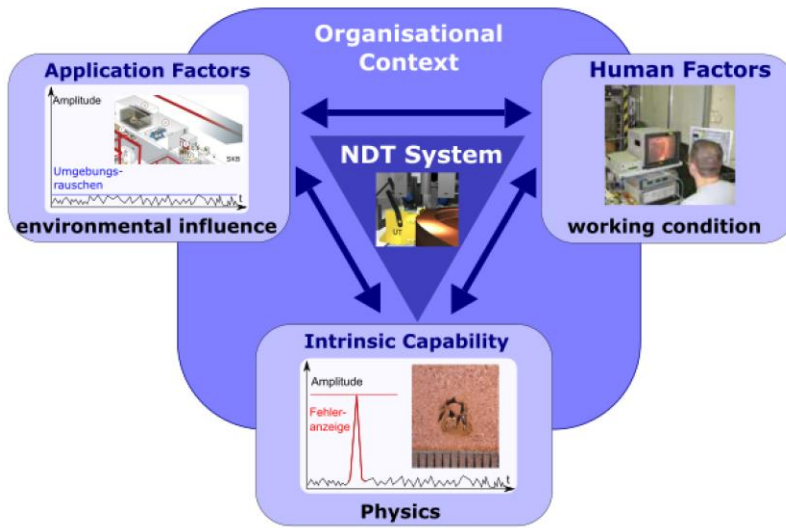 Organisational
Context
Application Factors
Amplitude
SKB
Umgebungs-
rauschen
t
environmental influence
Human Factors
working condition
NDT System
UT
Intrinsic Capability
Amplitude
Fehler-
anzeige
t
Physics